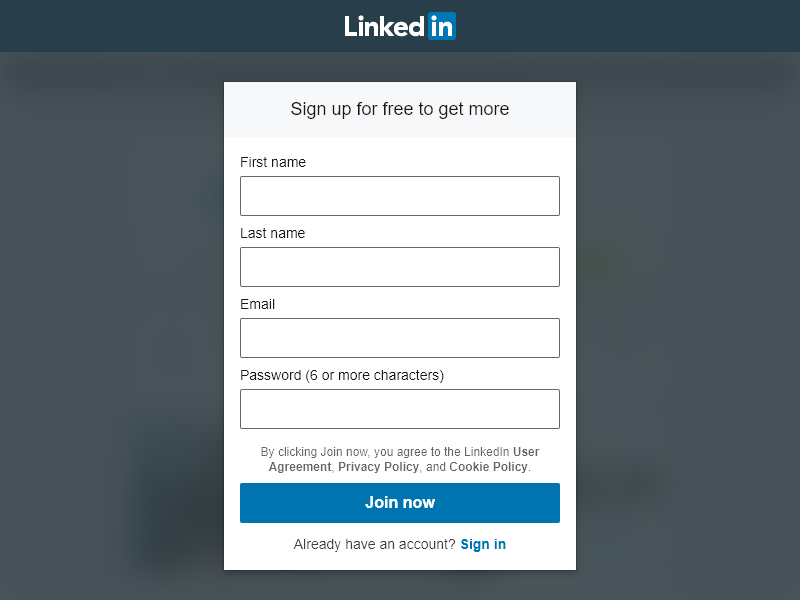 Linked in
Sign up for free to get more
First name
Last name
Email
Password (6 or more characters)
By clicking Join now, you agree to the LinkedIn User
Agreement, Privacy Policy, and Cookie Policy.
Join now
Already have an account? Sign in